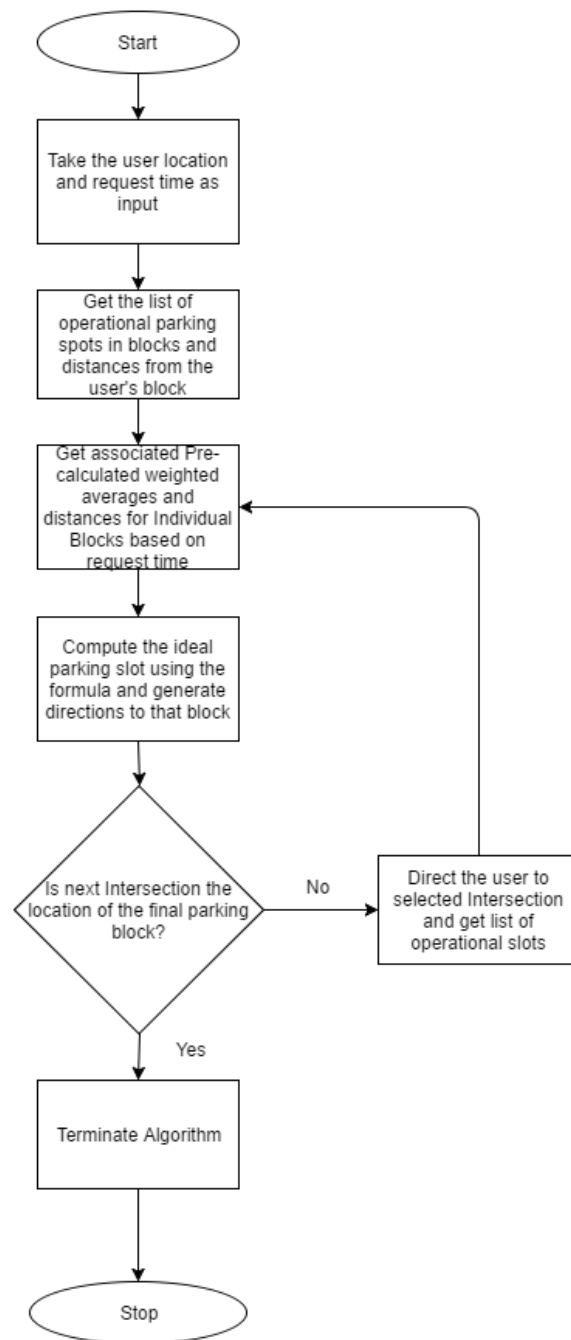 Start
Take the user location
and request time as
input
Get the list of
operational parking
spots in blocks and
distances from the
user's block
Get associated Pre-
calculated weighted
averages and
distances for Individual
Blocks based on
request time
Compute the ideal
parking slot using the
formula and generate
directions to that block
Is next Intersection the
location of the final parking
block?
No
Direct the user to
selected Intersection
and get list of
operational slots
Yes
Terminate Algorithm
Stop